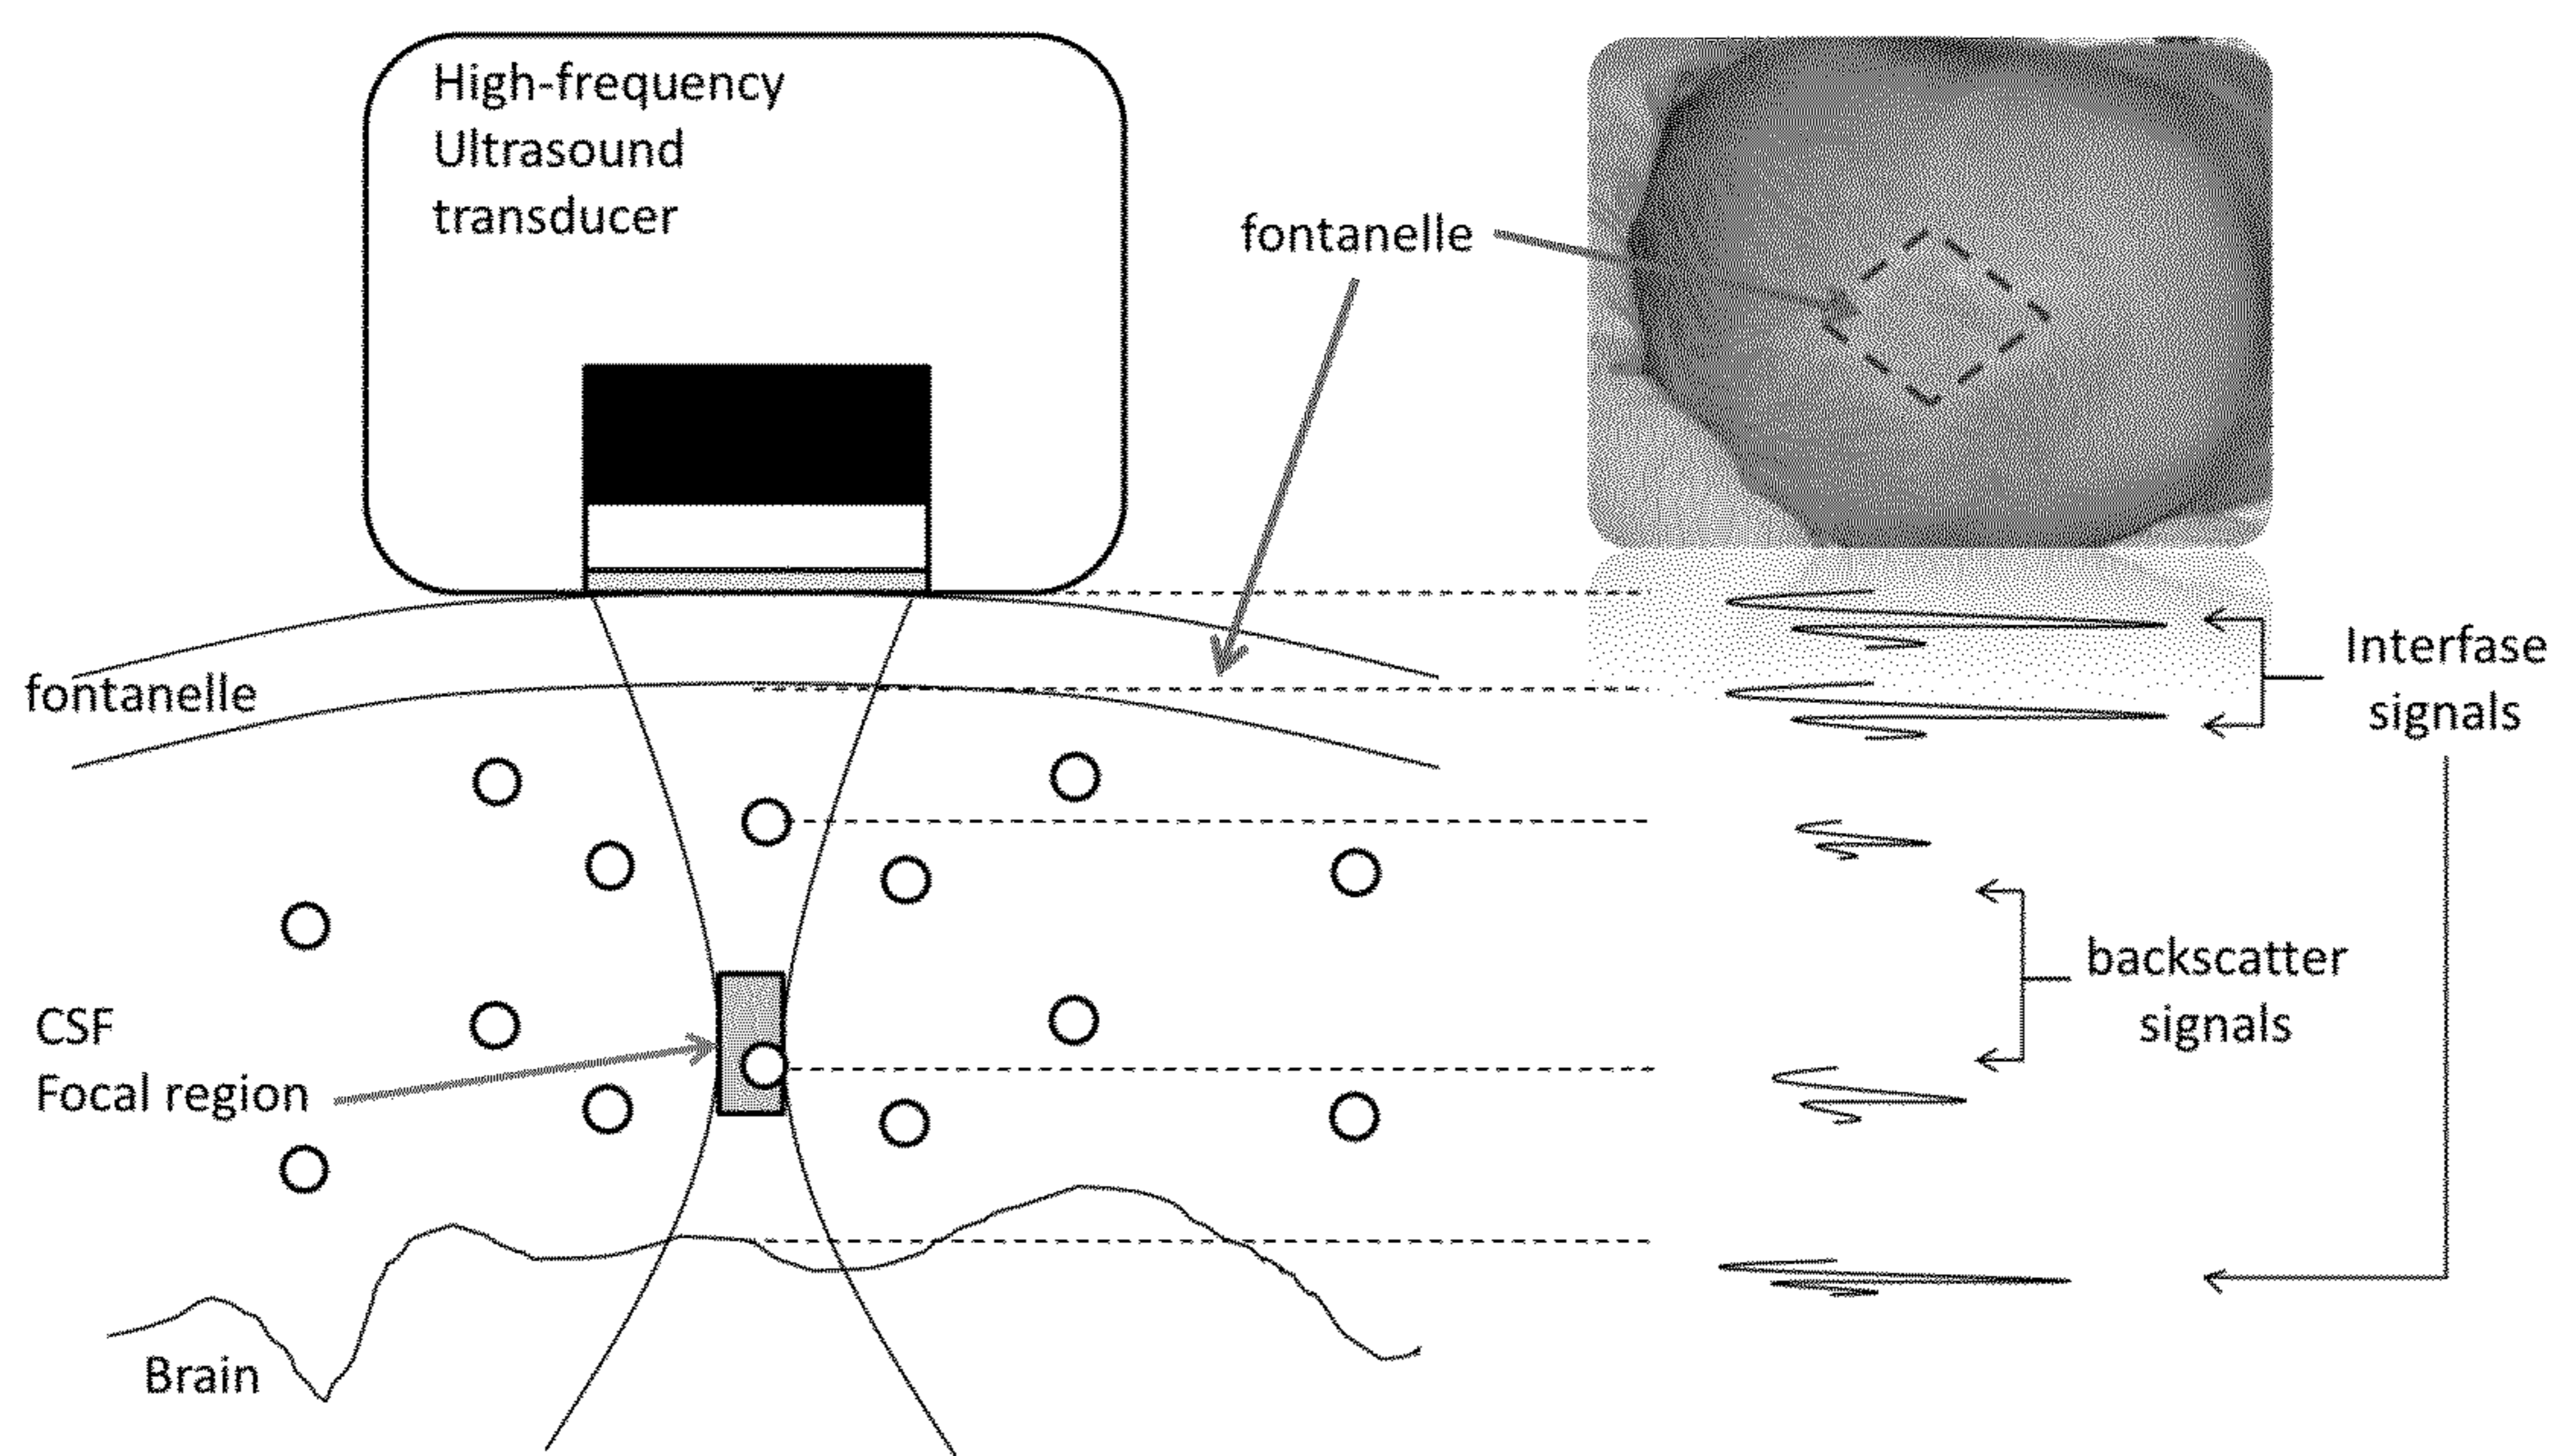 High-frequency
Ultrasound
transducer
fontanelle
fontanelle
Interfase
signals
backscatter
signals
CSF
Focal region
Brain